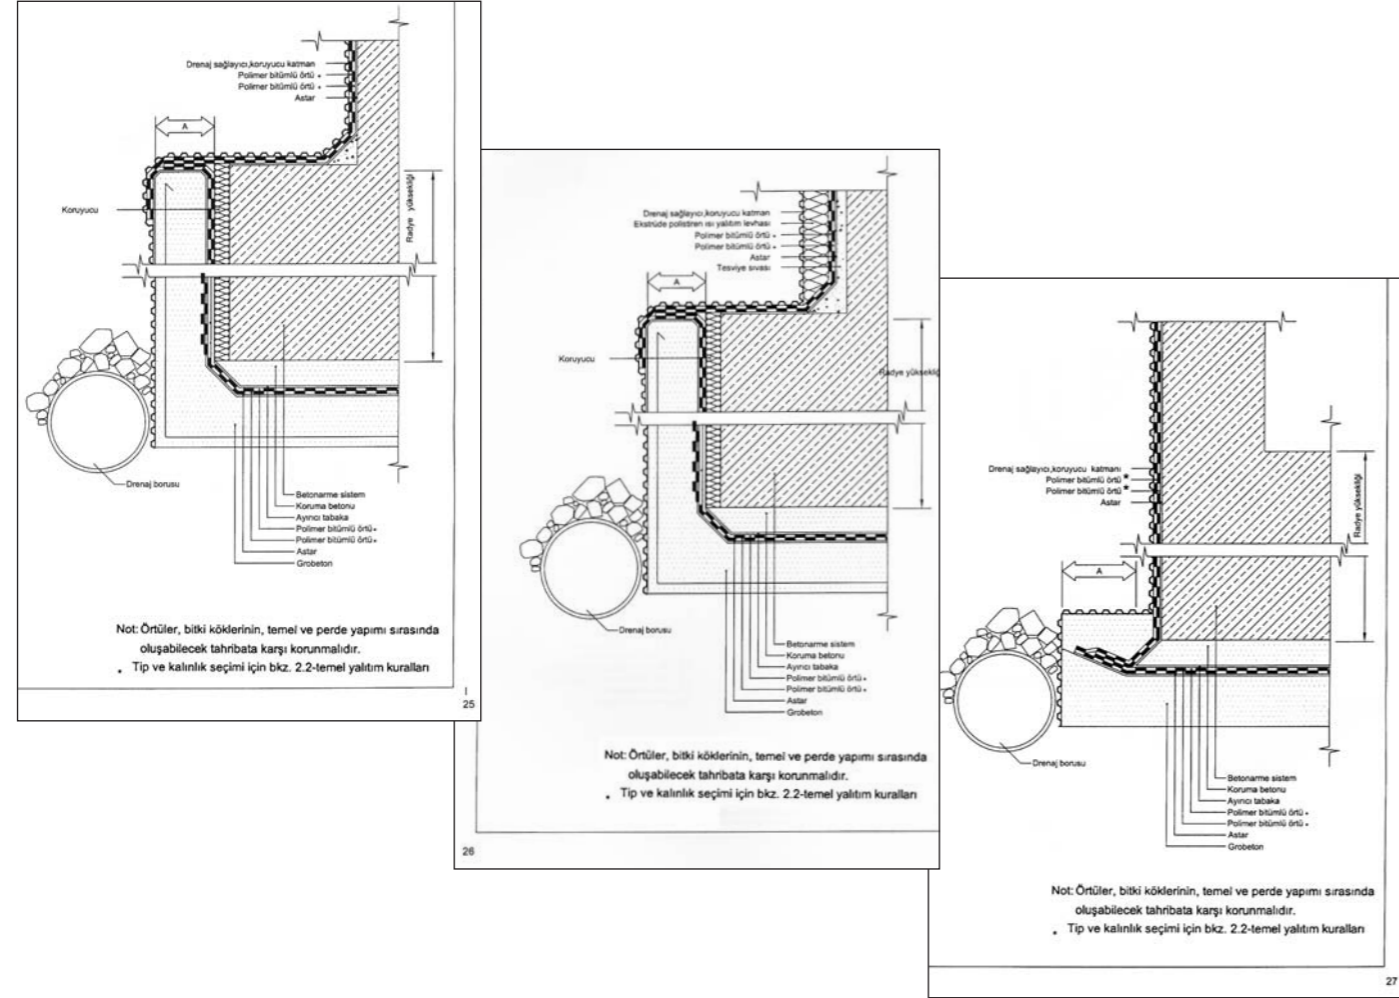 Drenaj sağlayıcı,koruyucu katman
Polimer bitümlü örtü *
Polimer bitümlü örtü *
Astar
A
Koruyucu
Radye yüksekliği
Drenaj borusu
Betonarme sistem
Koruma betonu
Ayırıcı tabaka
Polimer bitümlü örtü *
Polimer bitümlü örtü *
Astar
Grobeton
Not: Örtüler, bitki köklerinin, temel ve perde yapımı sırasında
oluşabilecek tahribata karşı korunmalıdır.
. Tip ve kalınlık seçimi için bkz. 2.2-temel yalıtım kuralları
25
Drenaj sağlayıcı,koruyucu katman
Ekstrüde polistiren ısı yalıtım levhası
Polimer bitümlü örtü *
Polimer bitümlü örtü *
Astar
Tesviye sıvası
A
Koruyucu
Radye yüksekliği
Drenaj borusu
Betonarme sistem
Koruma betonu
Ayırıcı tabaka
Polimer bitümlü örtü *
Polimer bitümlü örtü *
Astar
Grobeton
Not: Örtüler, bitki köklerinin, temel ve perde yapımı sırasında
oluşabilecek tahribata karşı korunmalıdır.
. Tip ve kalınlık seçimi için bkz. 2.2-temel yalıtım kuralları
26
Drenaj sağlayıcı,koruyucu katmanı
Polimer bitümlü örtü *
Polimer bitümlü örtü *
Astar
A
Radye yüksekliği
Drenaj borusu
Betonarme sistem
Koruma betonu
Ayırıcı tabaka
Polimer bitümlü örtü *
Polimer bitümlü örtü *
Astar
Grobeton
Not: Örtüler, bitki köklerinin, temel ve perde yapımı sırasında
oluşabilecek tahribata karşı korunmalıdır.
. Tip ve kalınlık seçimi için bkz. 2.2-temel yalıtım kuralları
27